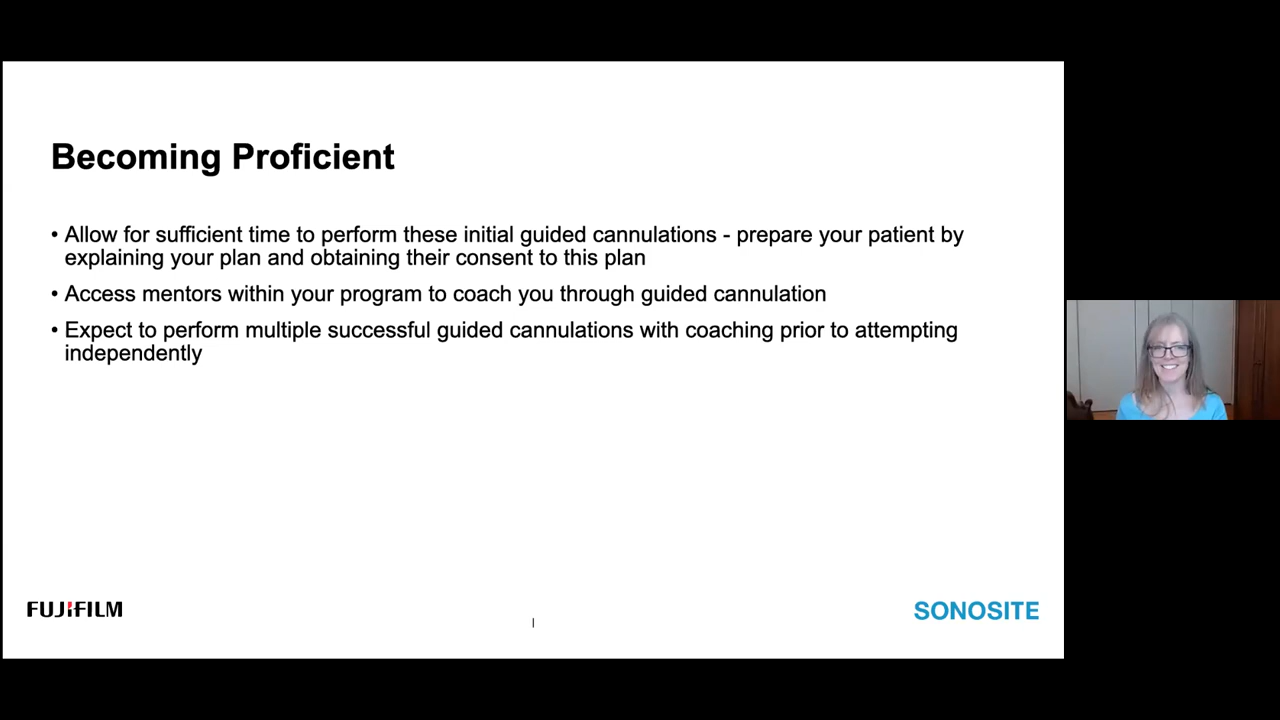 Becoming Proficient
• Allow for sufficient time to perform these initial guided cannulations - prepare your patient by
explaining your plan and obtaining their consent to this plan
• Access mentors within your program to coach you through guided cannulation
• Expect to perform multiple successful guided cannulations with coaching prior to attempting
independently
FUJIFILM
SONOSITE